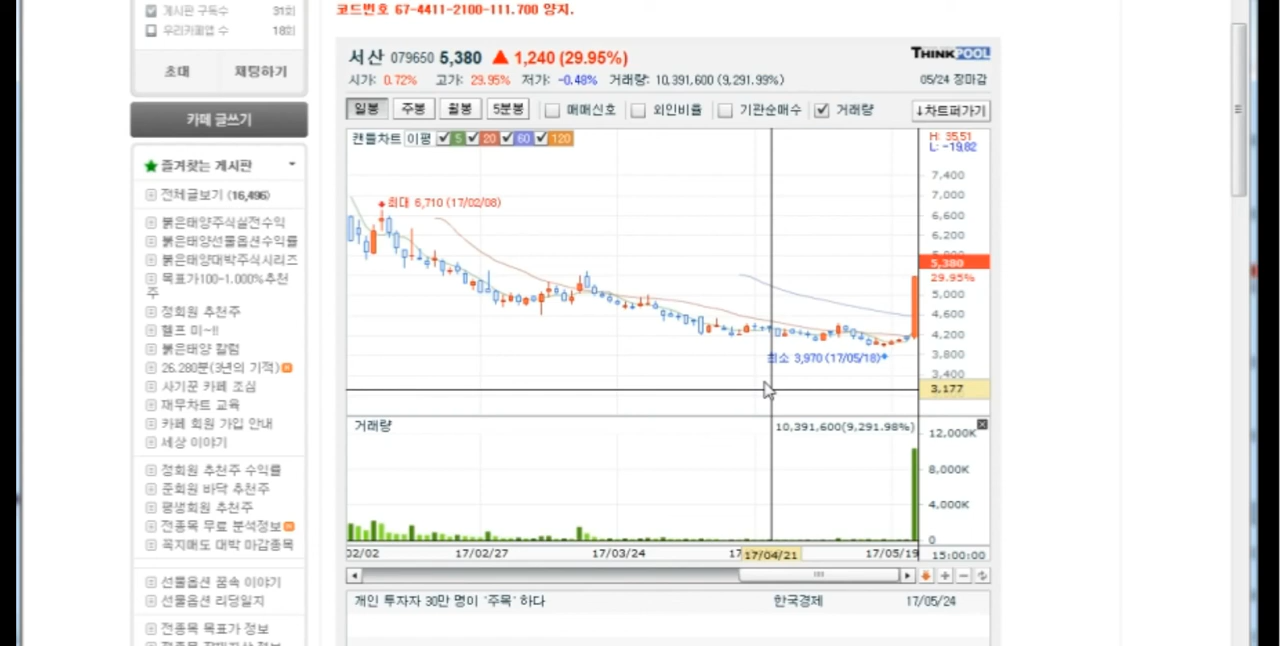 게시판 구독수 31회
우리카페앱 수 18회
초대 채팅하기
카페 글쓰기
즐겨찾는 게시판
전체글보기 (16,496)
붉은태양주식실전수익
붉은태양선물옵션수익률
붉은태양대박주식시리즈
목표가100-1.000%추천
주
정회원 추천주
헬프 미~!!
붉은태양 칼럼
26.280분(3년의 기적)
사기꾼 카페 조심
재무차트 교육
카페 회원 가입 안내
세상 이야기
정회원 추천주 수익률
준회원 바닥 추천주
평생회원 추천주
전종목 무료 분석정보
꼭지매도 대박 마감종목
선물옵션 꿈속 이야기
선물옵션 리딩일지
전종목 목표가 정보
코드번호 67-4411-2100-111.700 양지.
서산 079650 5,380 ▲ 1,240 (29.95%)
THINKPOOL
시가: 0.72% 고가: 29.95% 저가: -0.48% 거래량: 10,391,600 (9,291.99%)
05/24 장마감
일봉 주봉 월봉 5분봉 매매신호 외인비율 기관순매수 거래량 ↓차트퍼가기
캔들차트 이평 5 20 60 120
H: 35,51
L: -19,82
7,400
최대 6,710 (17/02/08)
7,000
6,600
6,200
5,380
29.95%
5,000
4,600
4,200
최소 3,970 (17/05/18)
3,800
3,400
3,177
거래량
10,391,600(9,291.98%)
12,000K
8,000K
4,000K
0
02/02 17/02/27 17/03/24 17 17/04/21 17/05/19 15:00:00
개인 투자자 30만 명이 '주목' 하다 한국경제 17/05/24